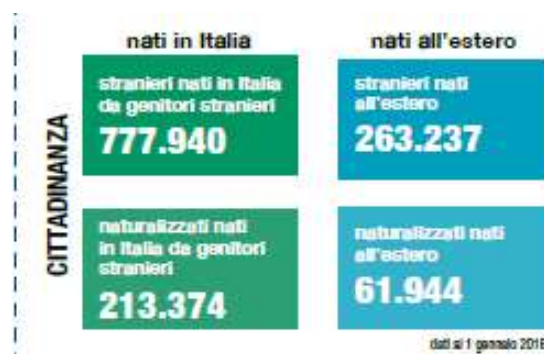 nati in Italia
nati all'estero
CITTADINANZA
stranieri nati in Italia
da genitori stranieri
777.940
stranieri nati
all'estero
263.237
naturalizzati nati
in Italia da genitori
stranieri
213.374
naturalizzati nati
all'estero
61.944
dati al 1 gennaio